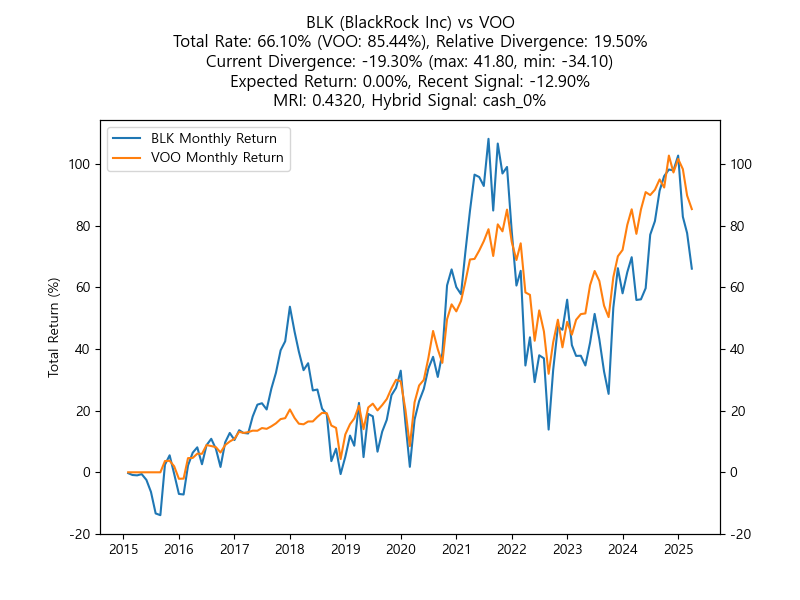 BLK (BlackRock Inc) vs VOO
Total Rate: 66.10% (VOO: 85.44%), Relative Divergence: 19.50%
Current Divergence: -19.30% (max: 41.80, min: -34.10)
Expected Return: 0.00%, Recent Signal: -12.90%
MRI: 0.4320, Hybrid Signal: cash_0%
BLK Monthly Return
VOO Monthly Return
100 100
80 80
60 60
40 40
20 20
0 0
-20 -20
Total Return (%)
2015 2016 2017 2018 2019 2020 2021 2022 2023 2024 2025